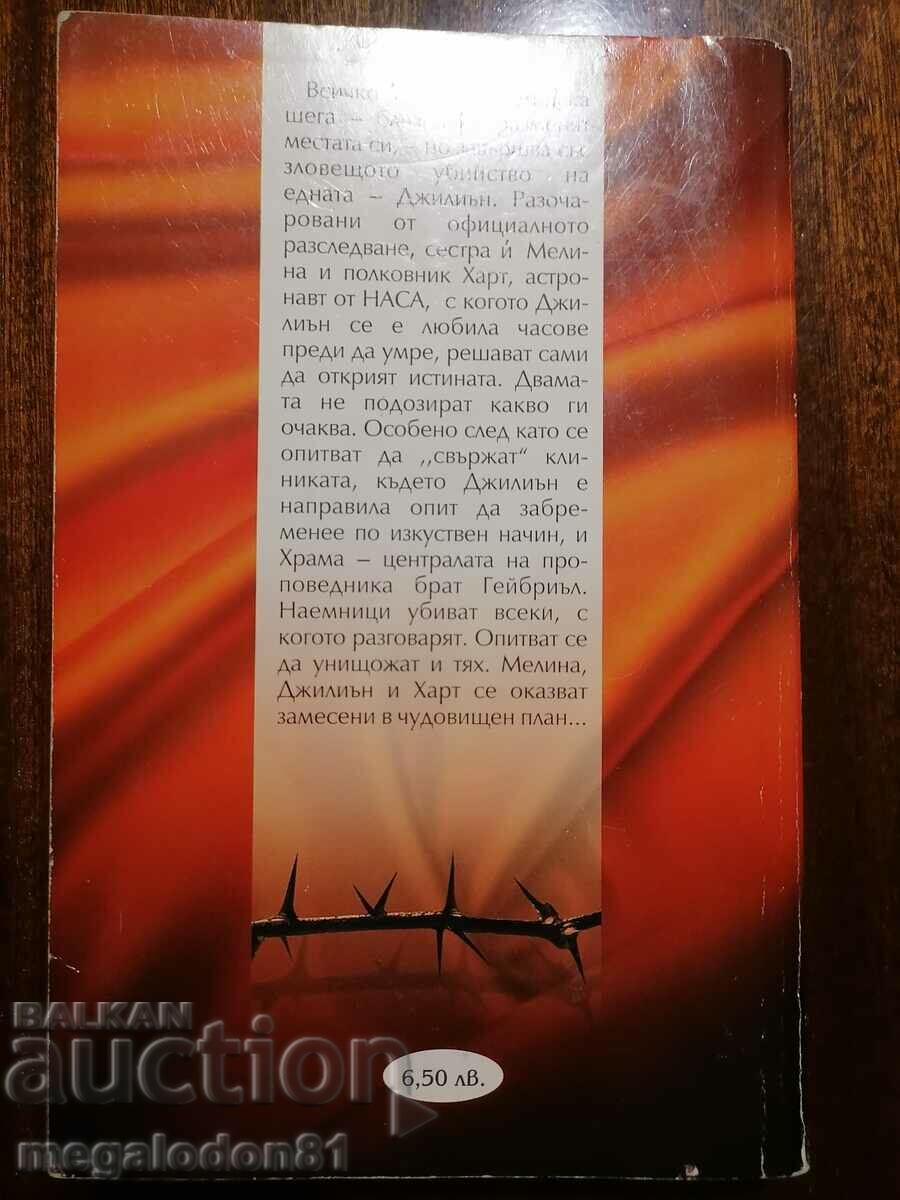 Всичко
шега –
местата си, – но завършва със
зловещото убийство на
едната – Джилиън. Разоча-
ровани от официалното
разследване, сестра ѝ Мели-
на и полковник Харт, астро-
навт от НАСА, с когото Джи-
лиън се е любила часове
преди да умре, решават сами
да открият истината. Двама-
та не подозират какво ги
очаква. Особено след като се
опитват да ,,свържат“ кли-
никата, където Джилиън е
направила опит да забре-
менее по изкуствен начин, и
Храма – централата на про-
поведника брат Гейбриъл.
Наемници убиват всеки, с
когото разговарят. Опитват се
да унищожат и тях. Мелина,
Джилиън и Харт се оказват
замесени в чудовищен план...
6,50 лв.
BALKAN
auction
megalodon81